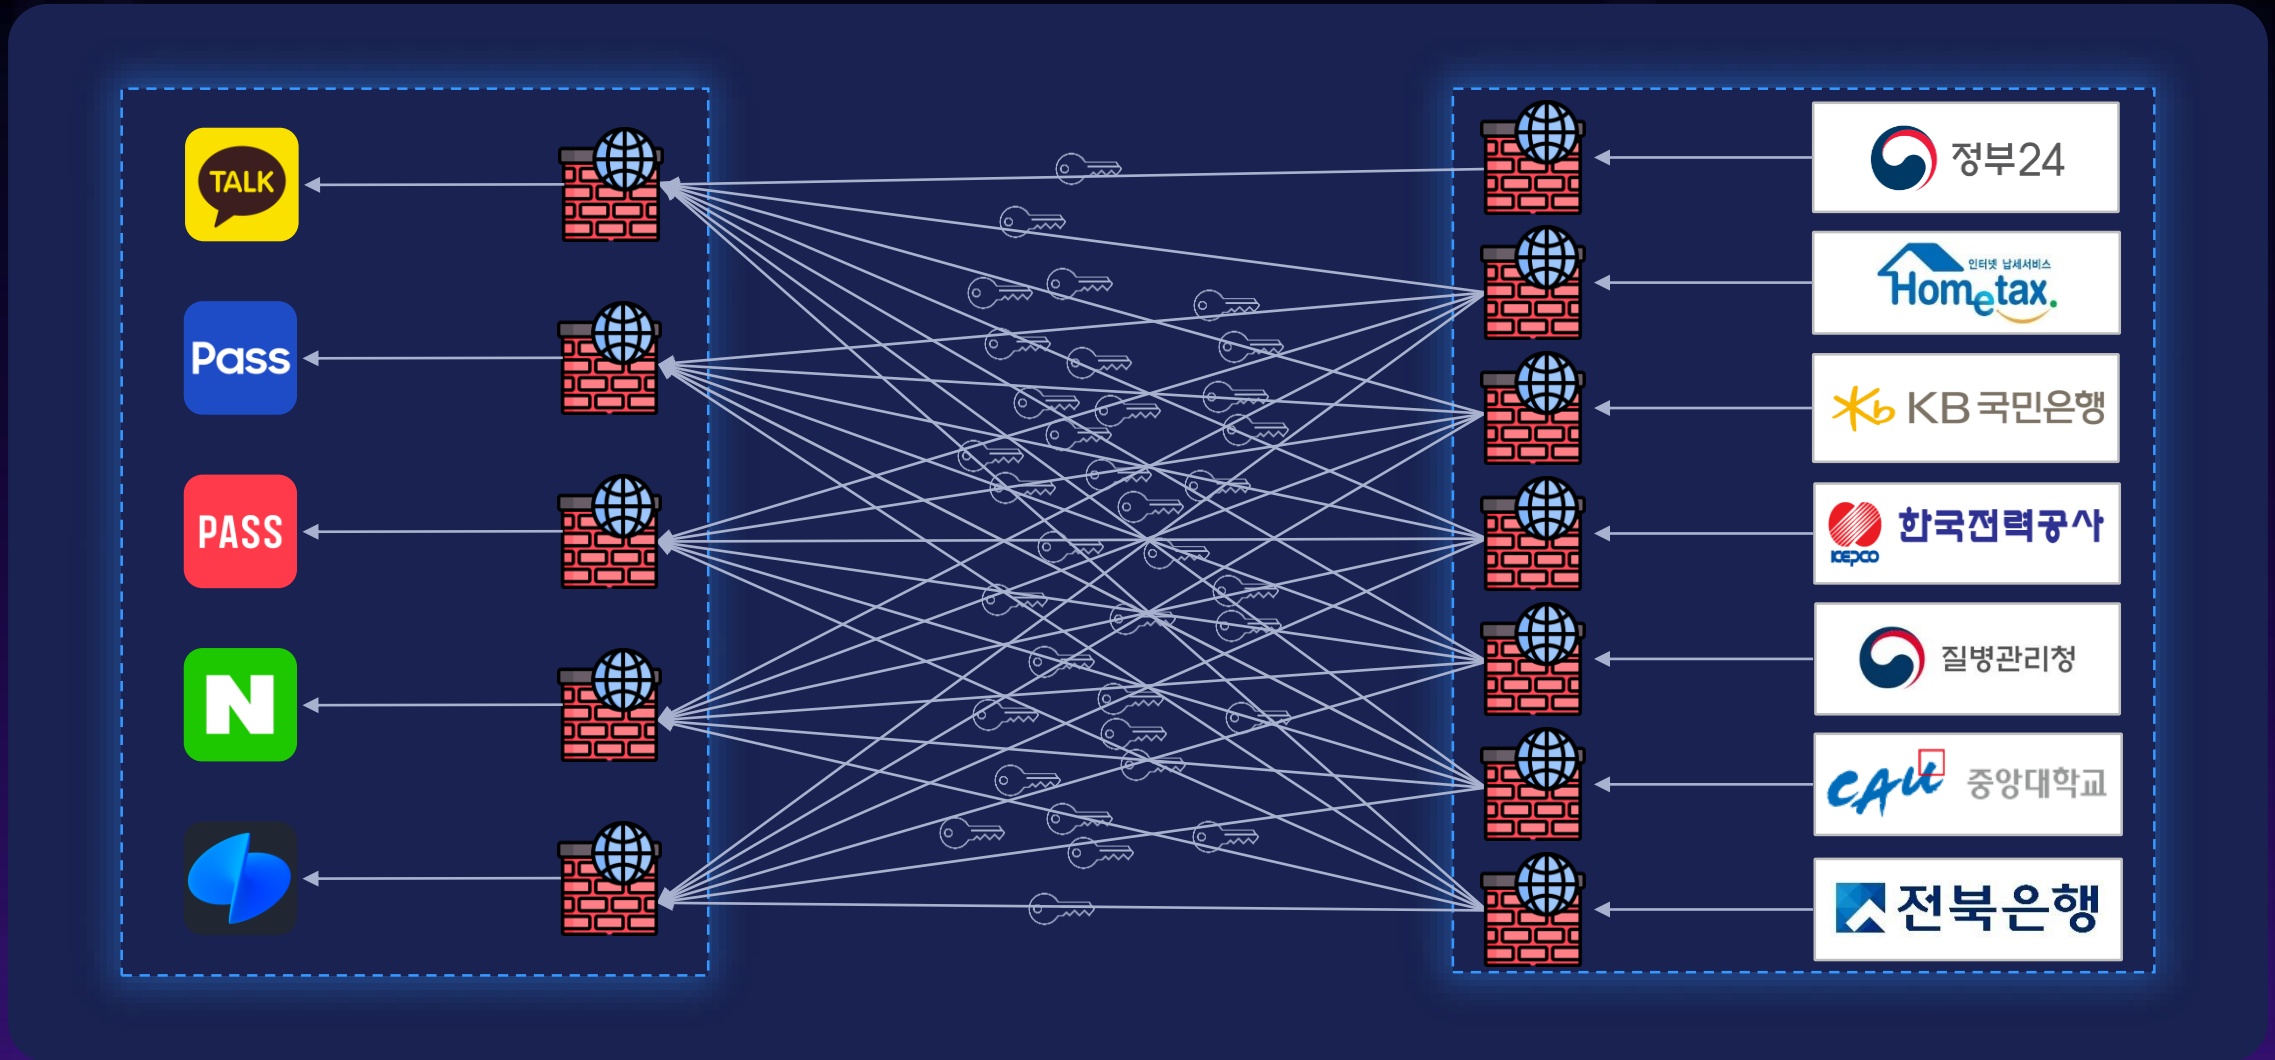 TALK
Pass
PASS
N
정부24
인터넷 납세서비스
Hometax.
KB 국민은행
한국전력공사
KEPCO
질병관리청
CAU 중앙대학교
전북은행